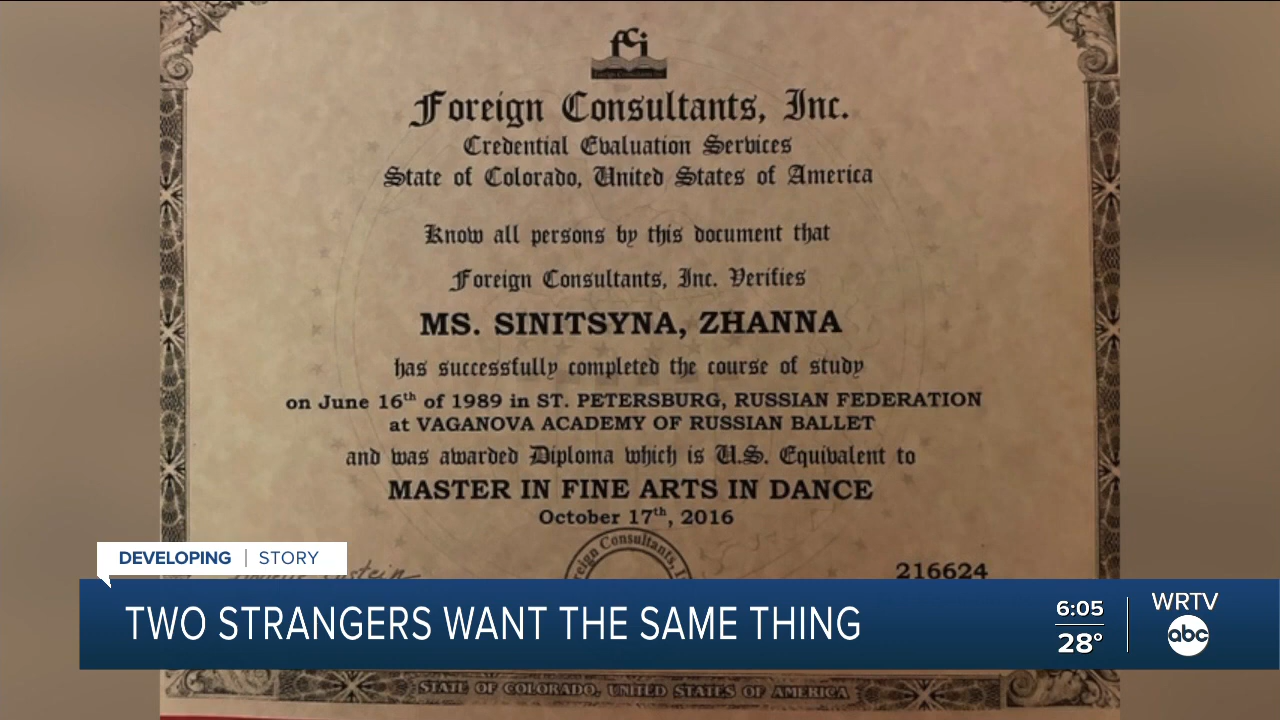 fci
Foreign Consultants, Inc.
Credential Evaluation Services
State of Colorado, United States of America
Know all persons by this document that
Foreign Consultants, Inc. Verifies
MS. SINITSYNA, ZHANNA
has successfully completed the course of study
on June 16th of 1989 in ST. PETERSBURG, RUSSIAN FEDERATION
at VAGANOVA ACADEMY OF RUSSIAN BALLET
and was awarded Diploma which is U.S. Equivalent to
MASTER IN FINE ARTS IN DANCE
October 17th, 2016
Consultants,
216624
DEVELOPING | STORY
TWO STRANGERS WANT THE SAME THING
6:05
28°
WRTV
abc
STATE OF COLORADO, UNITED STATES OF AMERICA